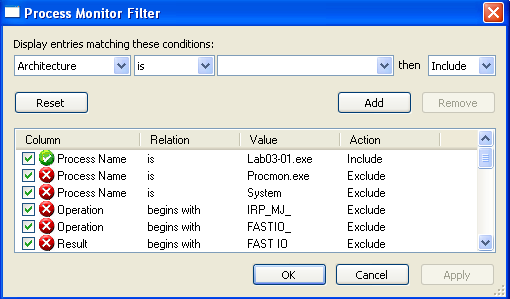 Process Monitor Filter
Display entries matching these conditions:
Architecture is then Include
Reset Add Remove
Column Relation Value Action
Process Name is Lab03-01.exe Include
Process Name is Procmon.exe Exclude
Process Name is System Exclude
Operation begins with IRP_MJ_ Exclude
Operation begins with FASTIO_ Exclude
Result begins with FAST IO Exclude
OK Cancel Apply